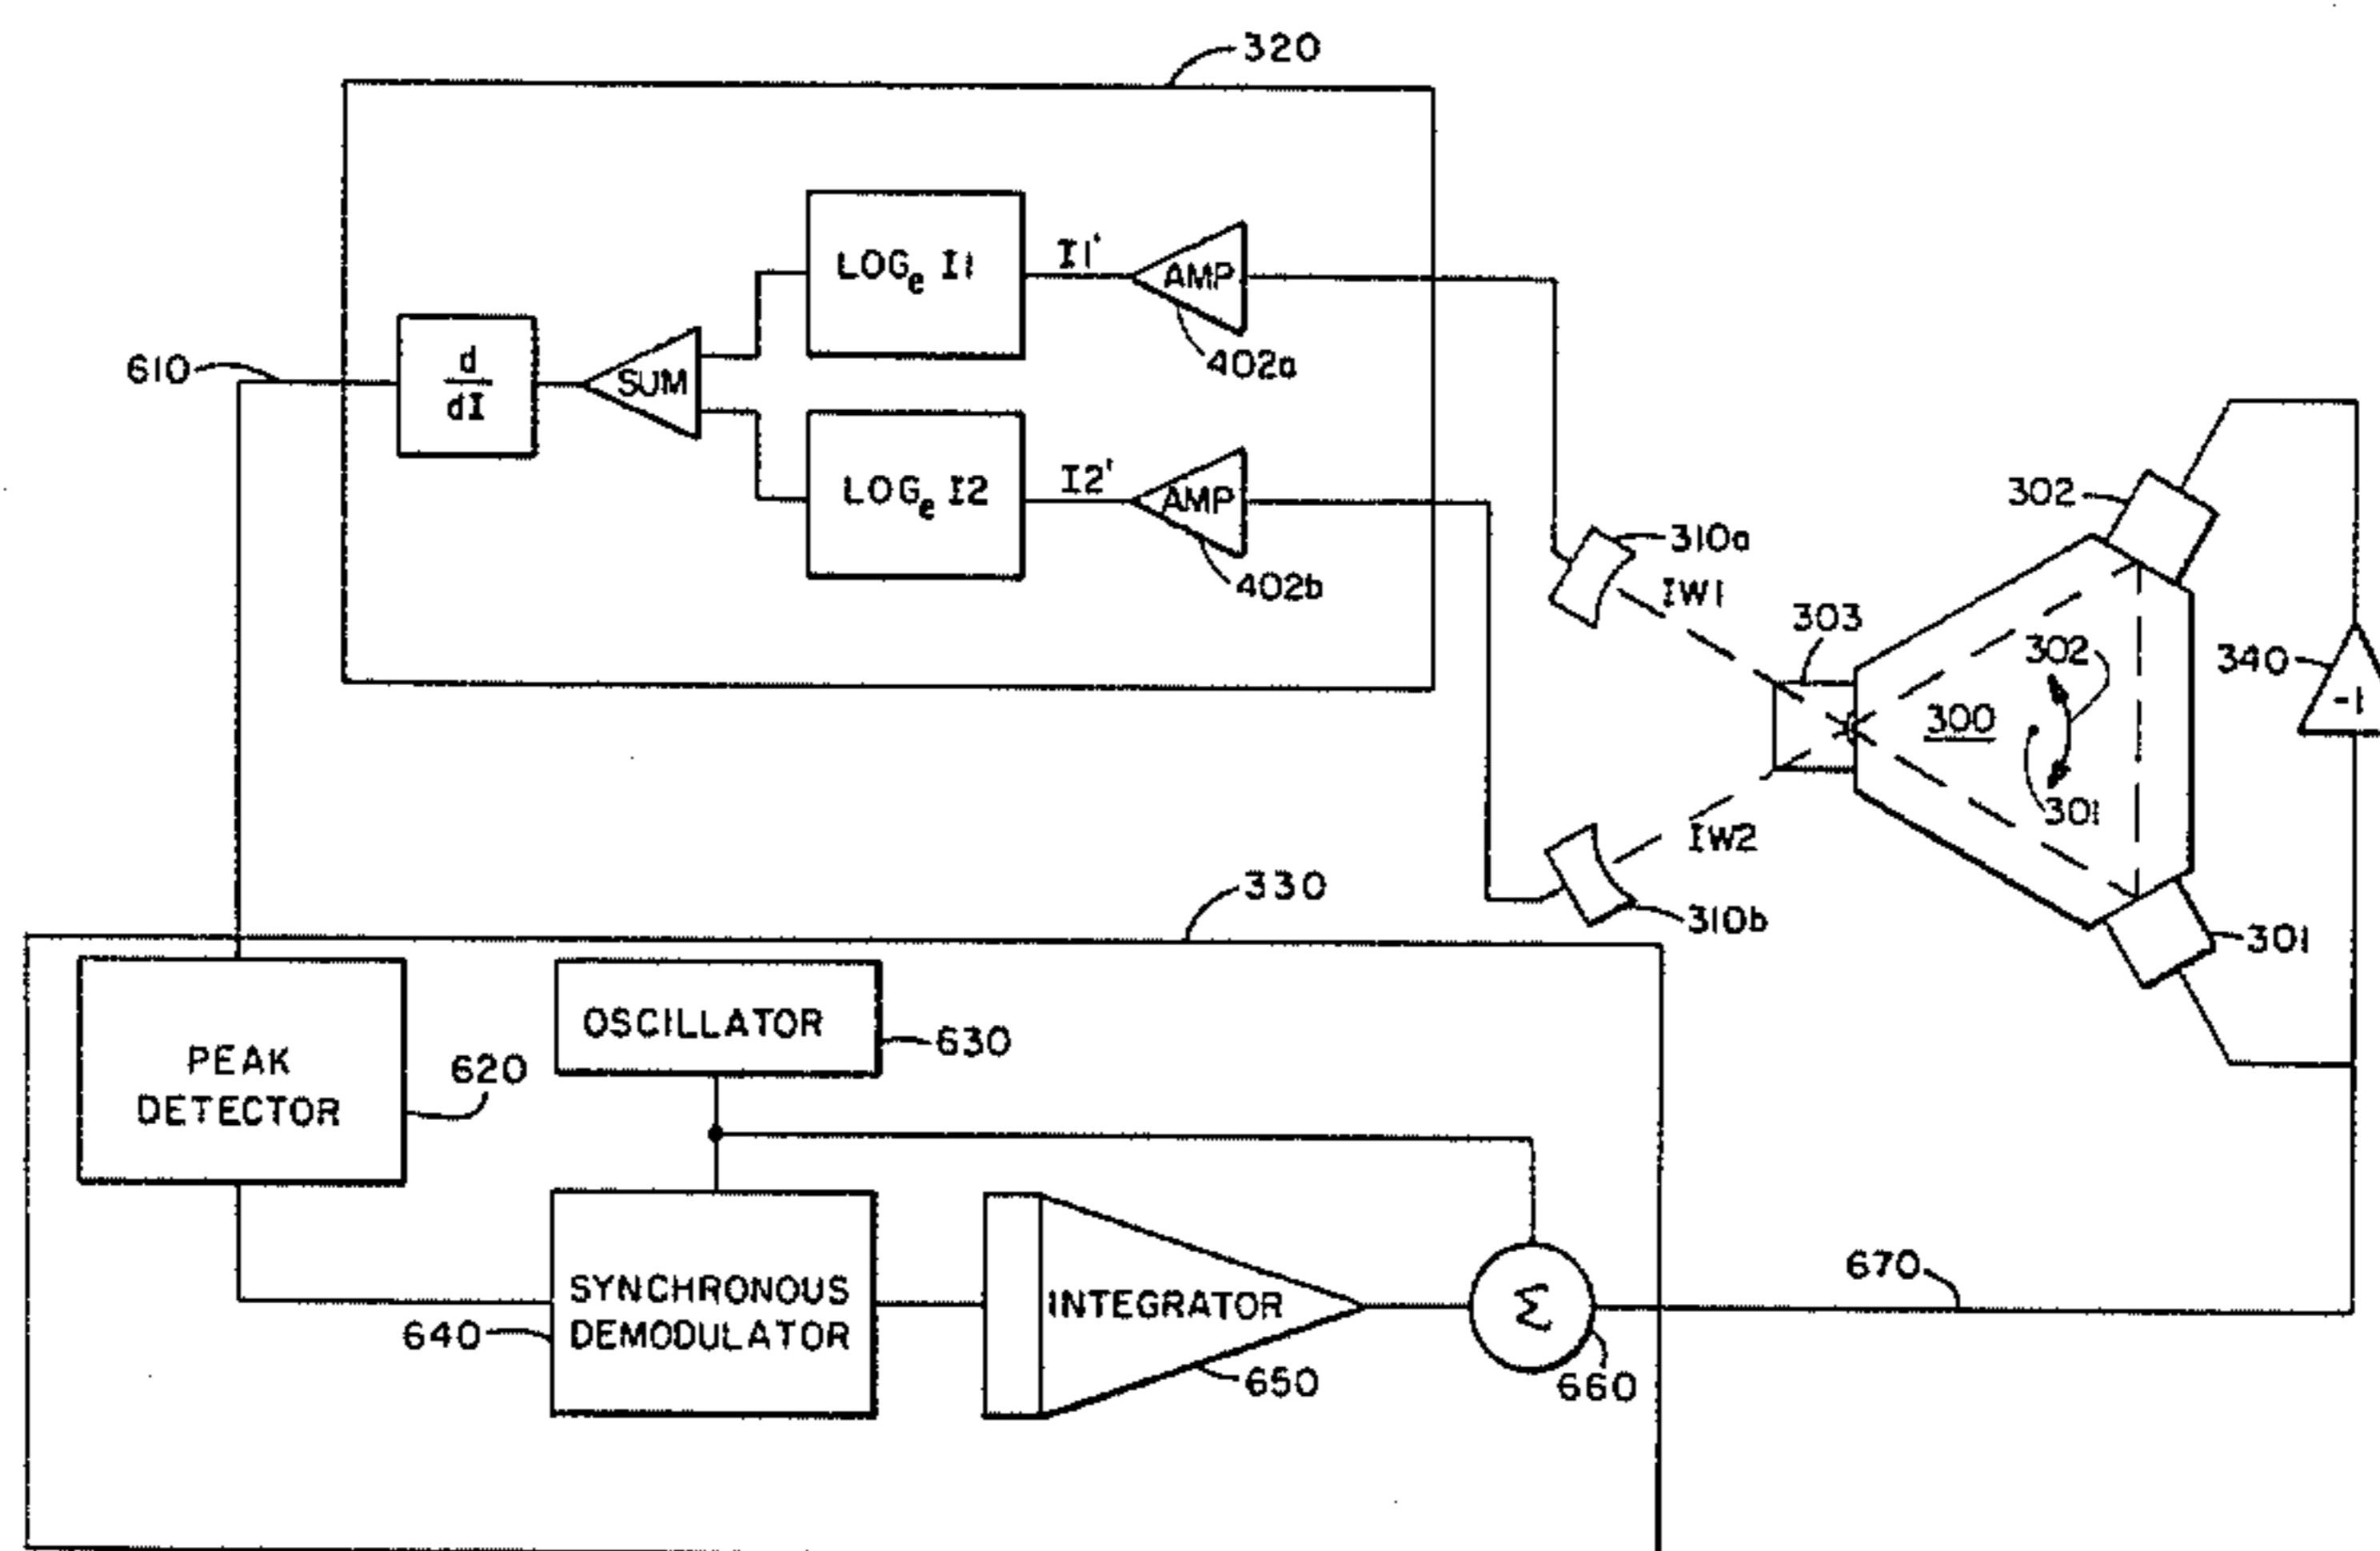 320
LOGe I1
I1'
AMP
402a
610
d
dI
SUM
LOGe I2
I2'
AMP
402b
302
310a
IW1
303
302
340
-1
300
301
IW2
310b
301
330
PEAK
DETECTOR
620
OSCILLATOR
630
SYNCHRONOUS
DEMODULATOR
640
INTEGRATOR
650
Σ
660
670